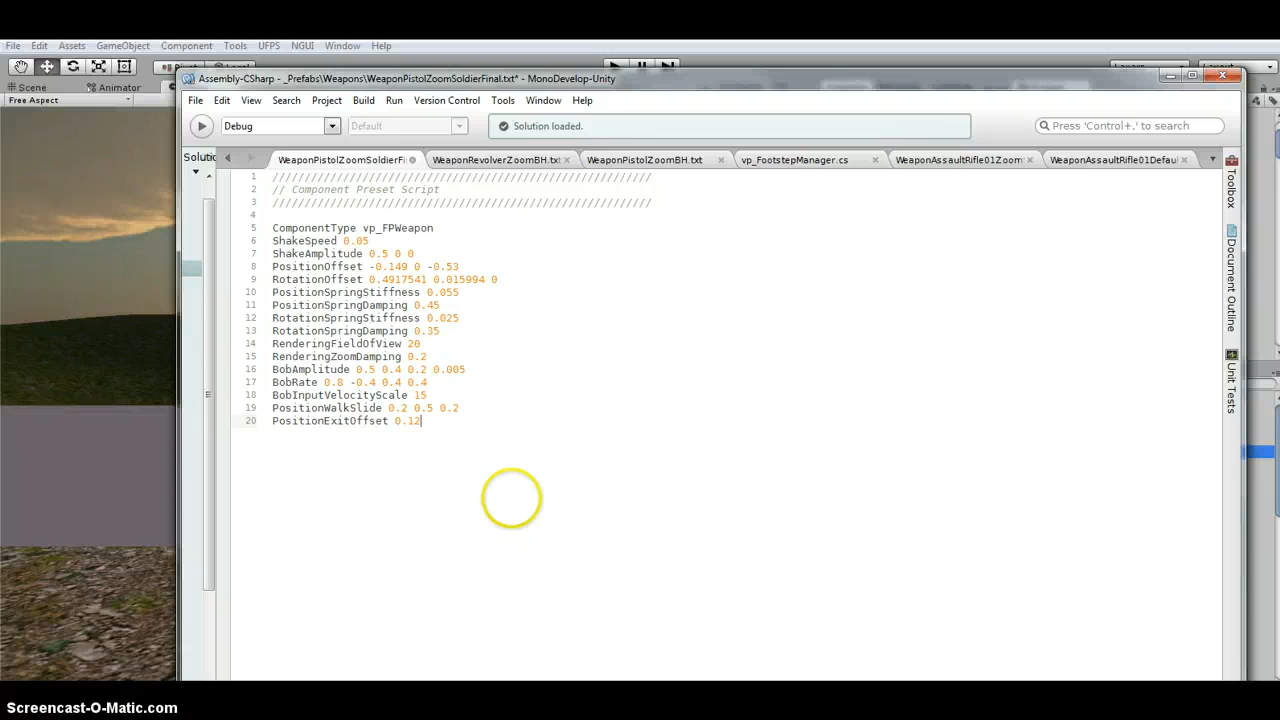 File Edit Assets GameObject Component Tools UFPS NGUI Window Help
Assembly-CSharp - _Prefabs\Weapons\WeaponPistolZoomSoldierFinal.txt* - MonoDevelop-Unity
Scene Animator
Free Aspect
File Edit View Search Project Build Run Version Control Tools Window Help
Debug Default Solution loaded. Press 'Control+,' to search
Solutio WeaponPistolZoomSoldierFi WeaponRevolverZoomBH.txt WeaponPistolZoomBH.txt vp_FootstepManager.cs WeaponAssaultRifle01Zoom WeaponAssaultRifle01Defau
1 ///////////////////////////////////////////////////////////
2 // Component Preset Script
3 ///////////////////////////////////////////////////////////
4
5 ComponentType vp_FPWeapon
6 ShakeSpeed 0.05
7 ShakeAmplitude 0.5 0 0
8 PositionOffset -0.149 0 -0.53
9 RotationOffset 0.4917541 0.015994 0
10 PositionSpringStiffness 0.055
11 PositionSpringDamping 0.45
12 RotationSpringStiffness 0.025
13 RotationSpringDamping 0.35
14 RenderingFieldOfView 20
15 RenderingZoomDamping 0.2
16 BobAmplitude 0.5 0.4 0.2 0.005
17 BobRate 0.8 -0.4 0.4 0.4
18 BobInputVelocityScale 15
19 PositionWalkSlide 0.2 0.5 0.2
20 PositionExitOffset 0.12
Toolbox
Document Outline
Unit Tests
Screencast-O-Matic.com